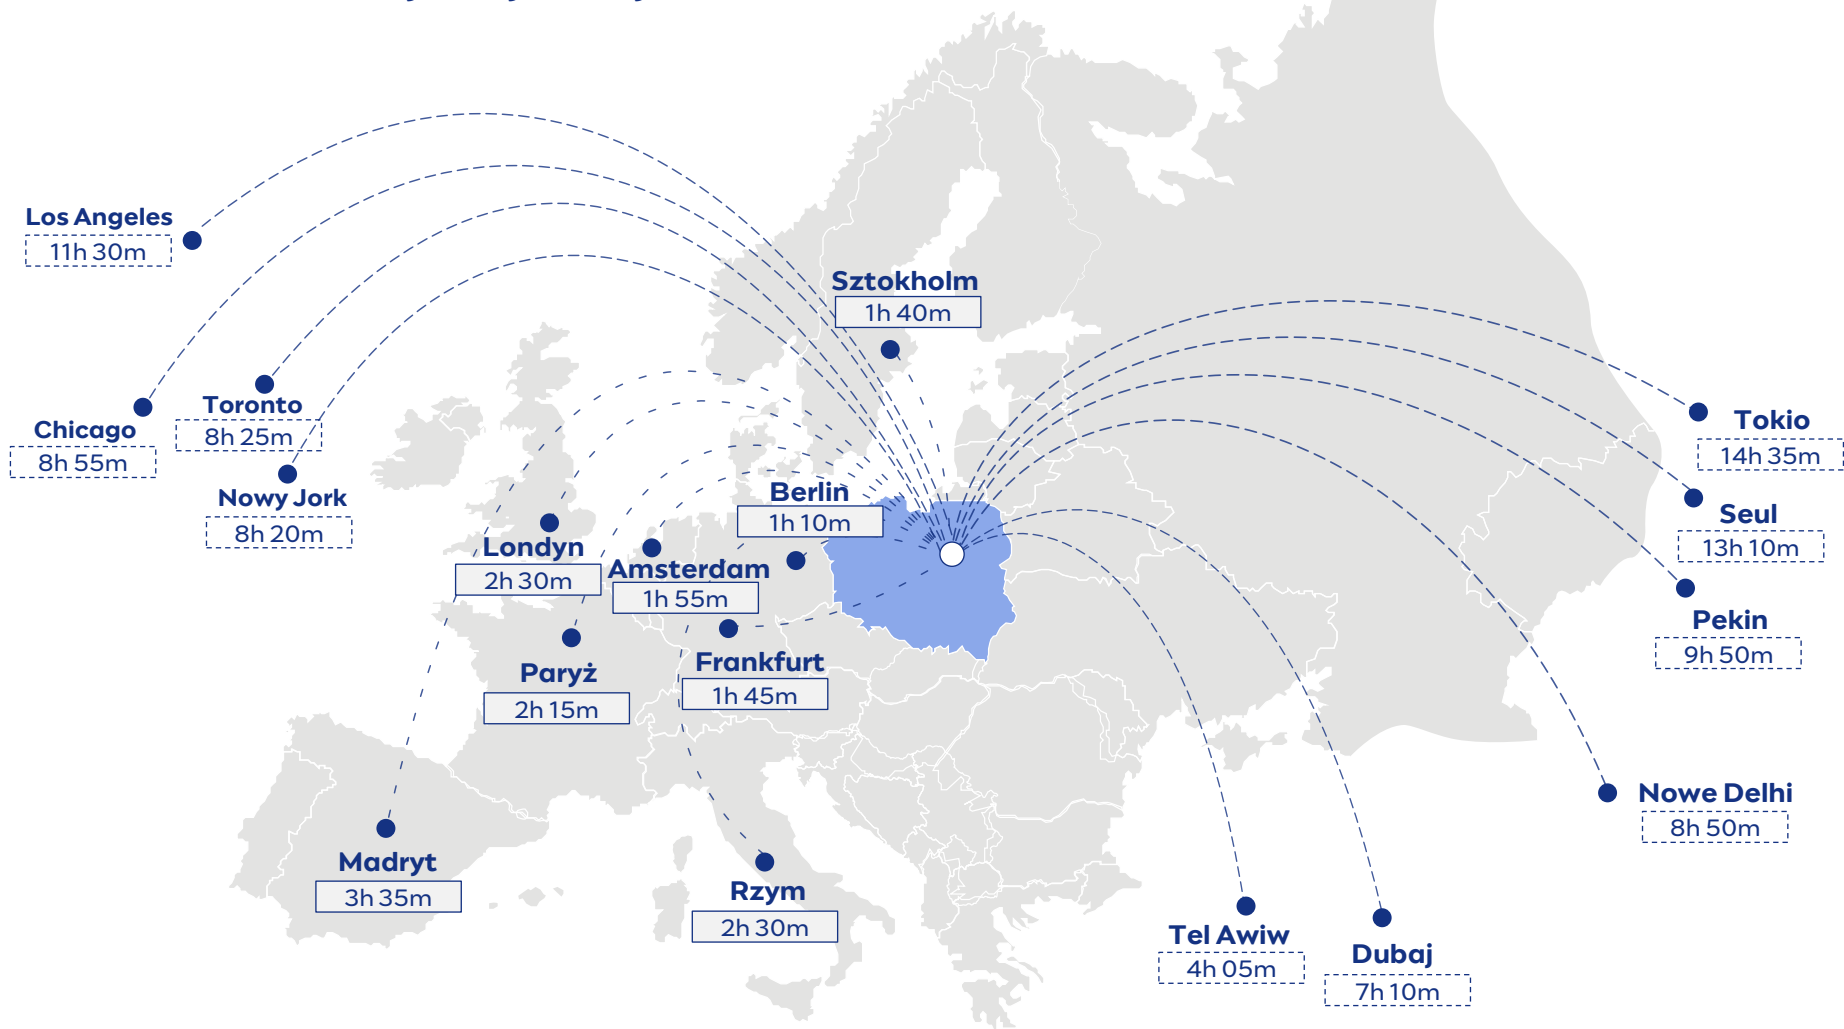 Los Angeles
11h 30m
Sztokholm
1h 40m
Toronto
8h 25m
Chicago
8h 55m
Nowy Jork
8h 20m
Tokio
14h 35m
Seul
13h 10m
Berlin
1h 10m
Londyn
2h 30m
Amsterdam
1h 55m
Pekin
9h 50m
Paryż
2h 15m
Frankfurt
1h 45m
Nowe Delhi
8h 50m
Madryt
3h 35m
Rzym
2h 30m
Tel Awiw
4h 05m
Dubaj
7h 10m